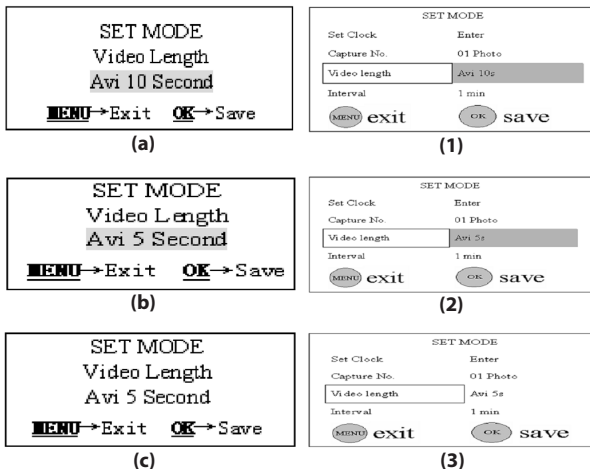 SET MODE
Video Length
Avi 10 Second
MENU→Exit OK→Save
(a)
SET MODE
Set Clock Enter
Capture No. 01 Photo
Video length Avi 10s
Interval 1 min
MENU exit OK save
(1)
SET MODE
Video Length
Avi 5 Second
MENU→Exit OK→Save
(b)
SET MODE
Set Clock Enter
Capture No. 01 Photo
Video length Avi 5s
Interval 1 min
MENU exit OK save
(2)
SET MODE
Video Length
Avi 5 Second
MENU→Exit OK→Save
(c)
SET MODE
Set Clock Enter
Capture No. 01 Photo
Video length Avi 5s
Interval 1 min
MENU exit OK save
(3)